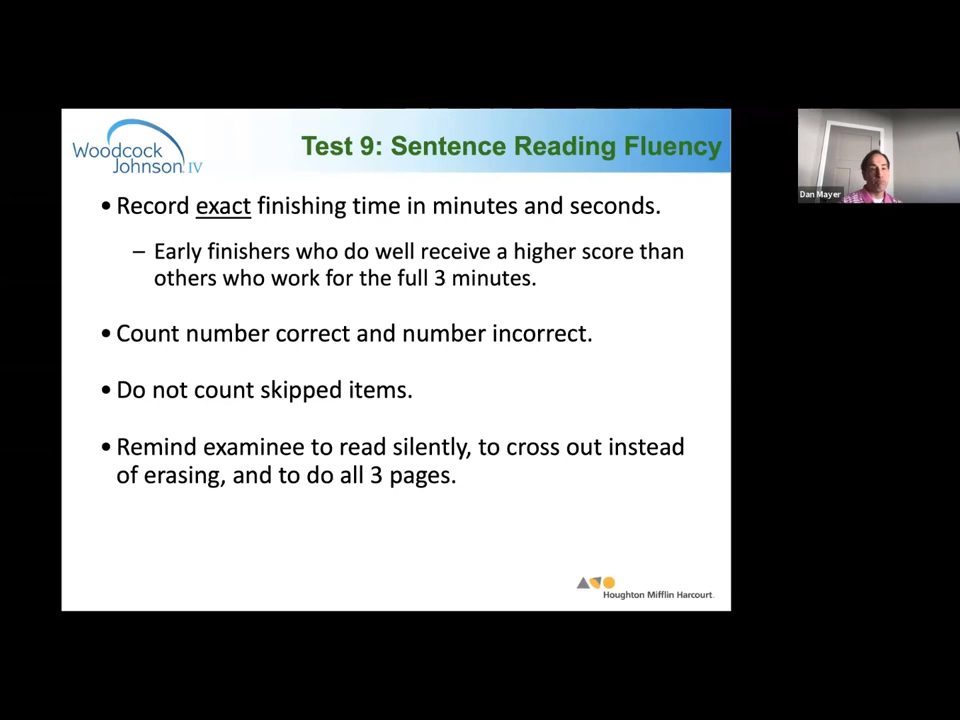 Woodcock
Johnson IV
Test 9: Sentence Reading Fluency
• Record exact finishing time in minutes and seconds.
– Early finishers who do well receive a higher score than
others who work for the full 3 minutes.
• Count number correct and number incorrect.
• Do not count skipped items.
• Remind examinee to read silently, to cross out instead
of erasing, and to do all 3 pages.
Houghton Mifflin Harcourt
Dan Mayer